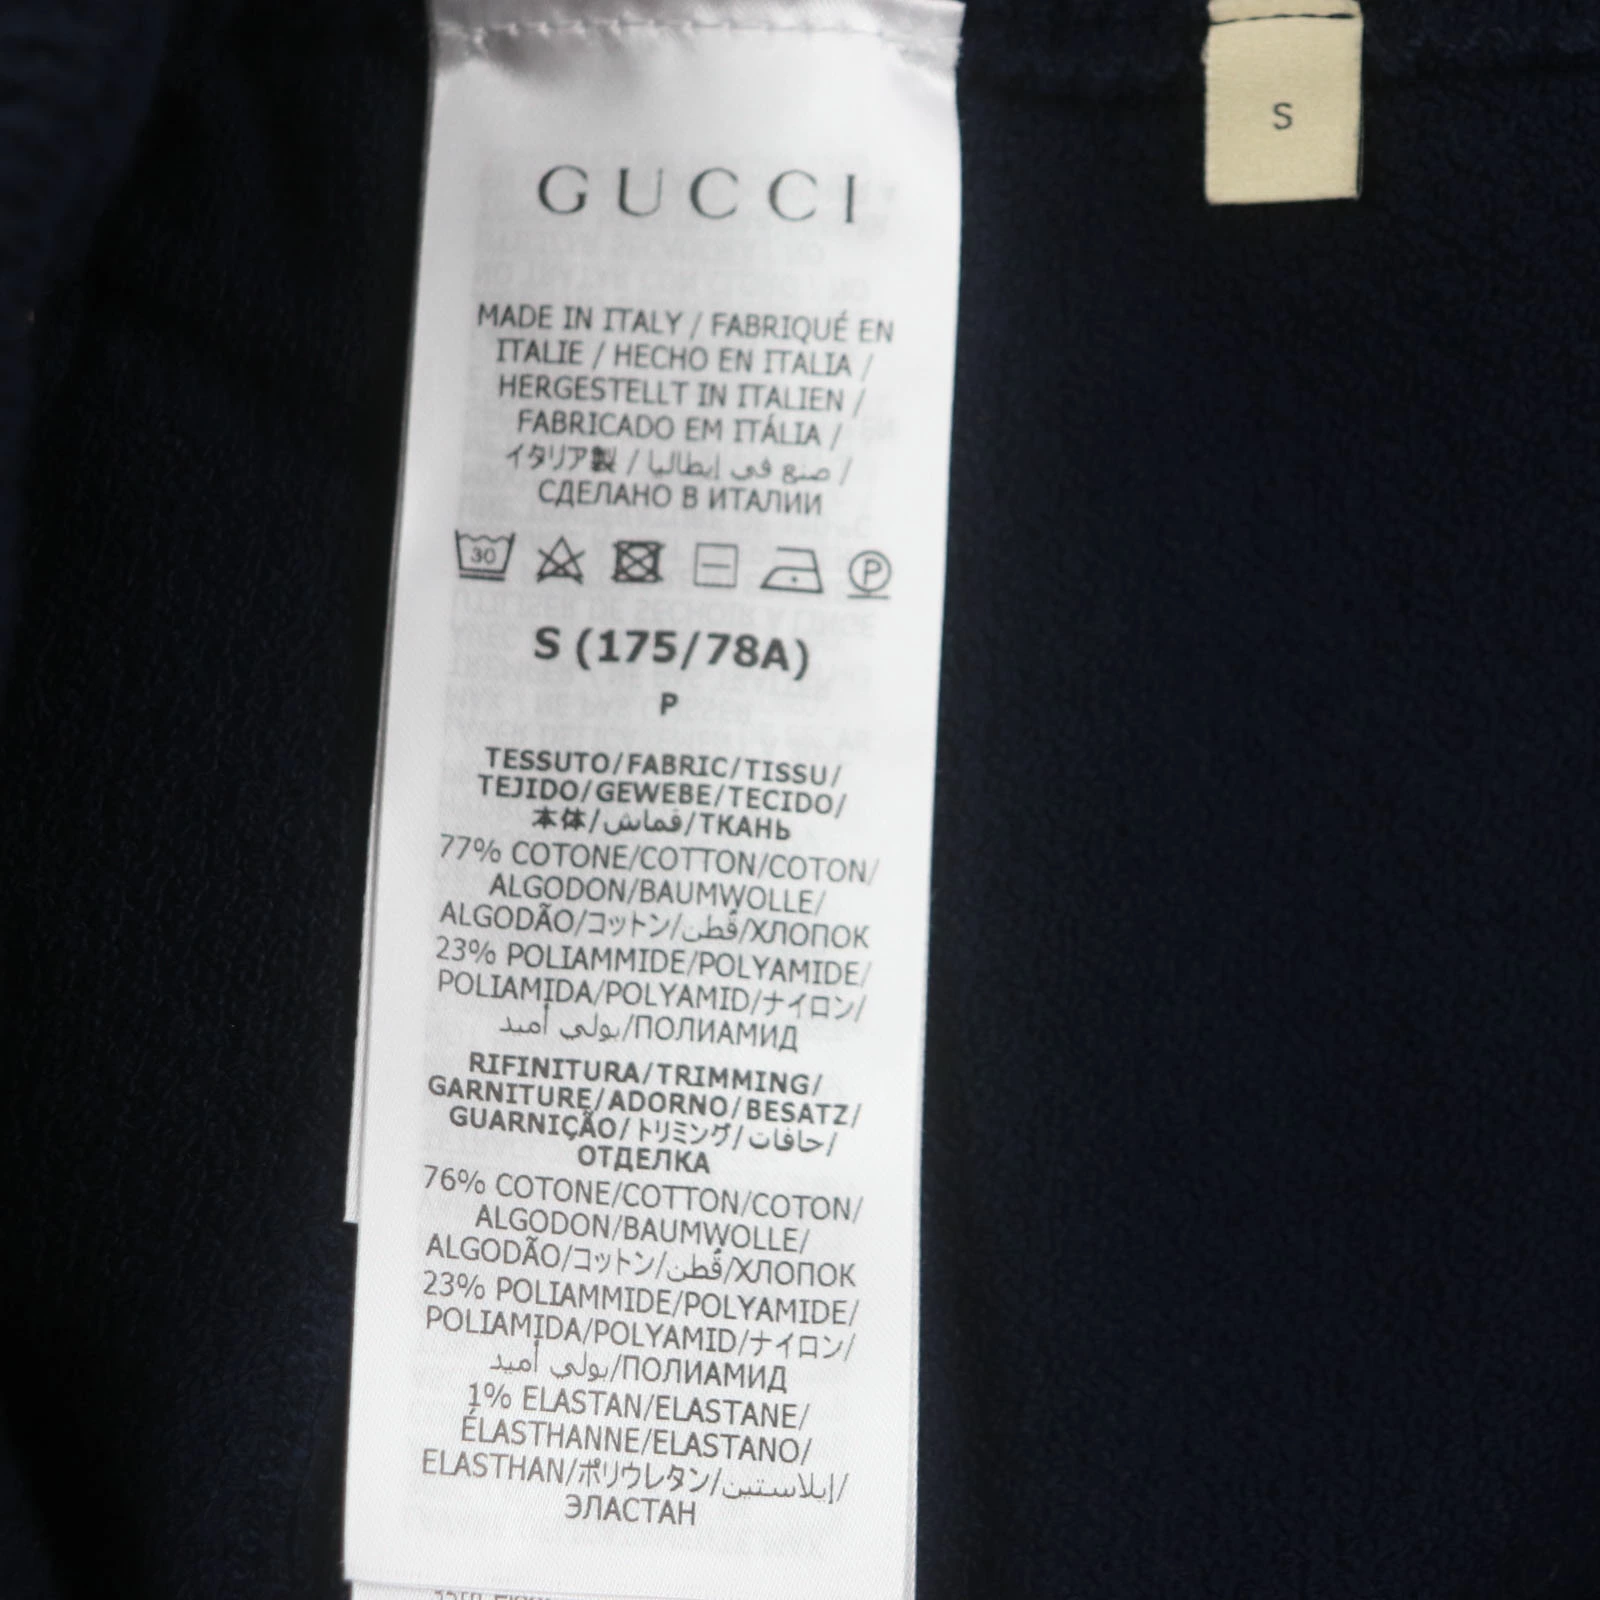 GUCCI
MADE IN ITALY / FABRIQUÉ EN
ITALIE / HECHO EN ITALIA /
HERGESTELLT IN ITALIEN /
FABRICADO EM ITÁLIA /
イタリア製 / صنع في إيطاليا /
СДЕЛАНО В ИТАЛИИ
30
P
S (175/78A)
P
TESSUTO/FABRIC/TISSU/
TEJIDO/GEWEBE/TECIDO/
本体/قماش/ТКАНЬ
77% COTONE/COTTON/COTON/
ALGODON/BAUMWOLLE/
ALGODÃO/コットン/قُطن/ХЛОПОК
23% POLIAMMIDE/POLYAMIDE/
POLIAMIDA/POLYAMID/ナイロン/
بولي أميد/ПОЛИАМИД
RIFINITURA/TRIMMING/
GARNITURE/ADORNO/BESATZ/
GUARNIÇÃO/トリミング/حافات/
ОТДЕЛКА
76% COTONE/COTTON/COTON/
ALGODON/BAUMWOLLE/
ALGODÃO/コットン/قُطن/ХЛОПОК
23% POLIAMMIDE/POLYAMIDE/
POLIAMIDA/POLYAMID/ナイロン/
بولي أميد/ПОЛИАМИД
1% ELASTAN/ELASTANE/
ÉLASTHANNE/ELASTANO/
ELASTHAN/ポリウレタン/إيلاستين/
ЭЛАСТАН
S